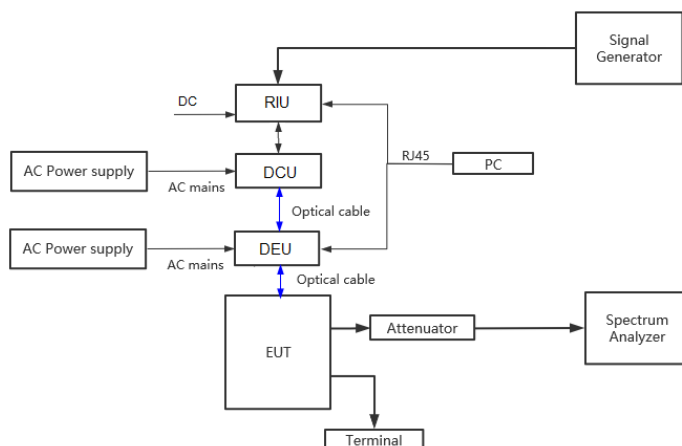 Signal
Generator
DC
RIU
RJ45
PC
AC Power supply
AC mains
DCU
Optical cable
AC Power supply
AC mains
DEU
Optical cable
EUT
Attenuator
Spectrum
Analyzer
Terminal